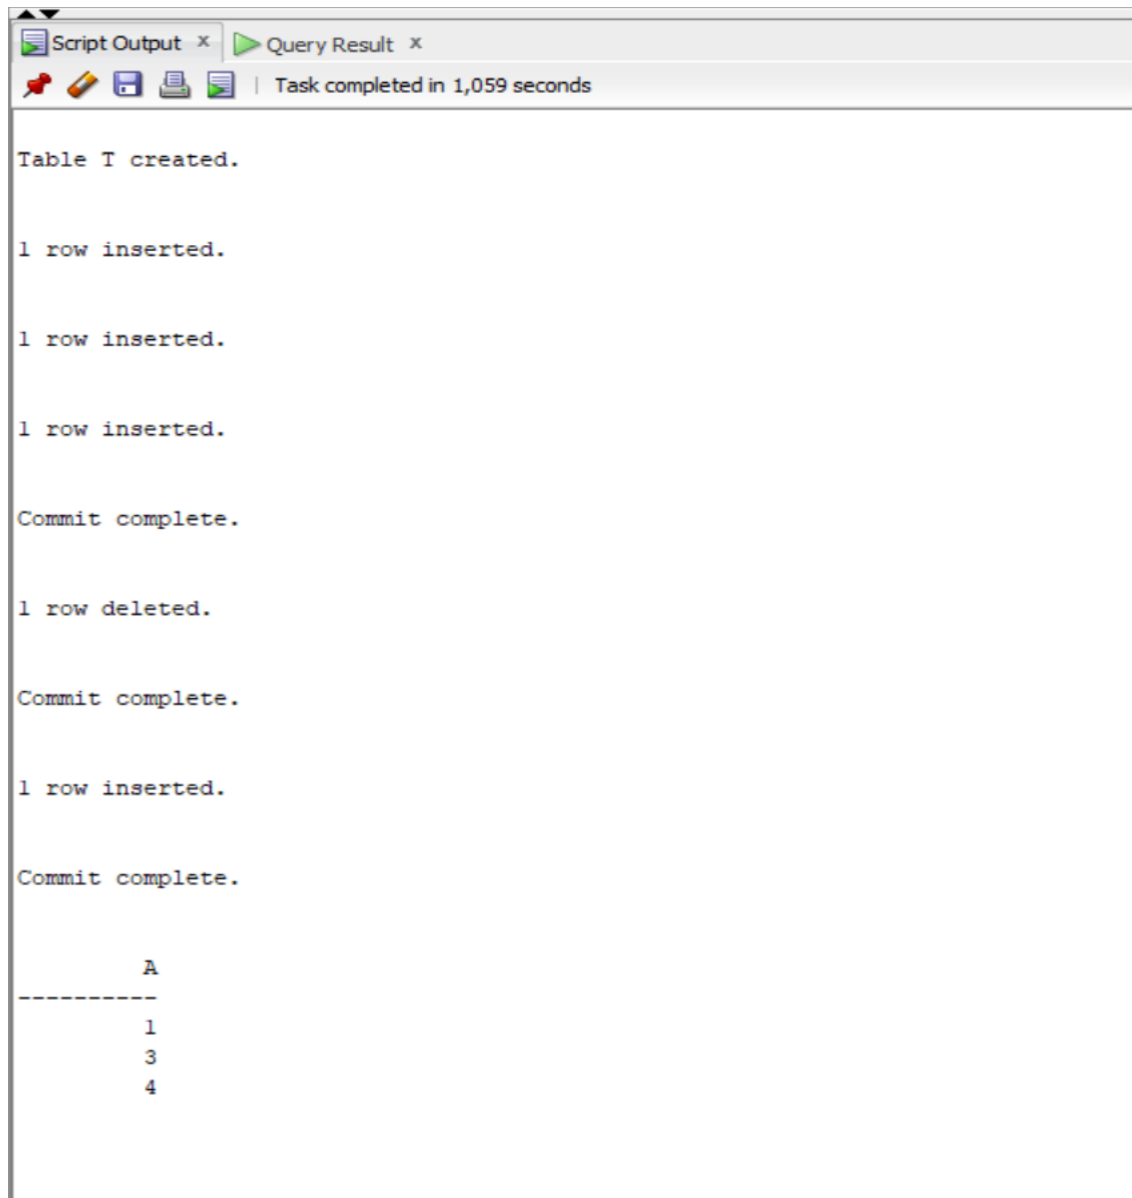 Script Output x Query Result x
| Task completed in 1,059 seconds
Table T created.
1 row inserted.
1 row inserted.
1 row inserted.
Commit complete.
1 row deleted.
Commit complete.
1 row inserted.
Commit complete.
A
----------
1
3
4